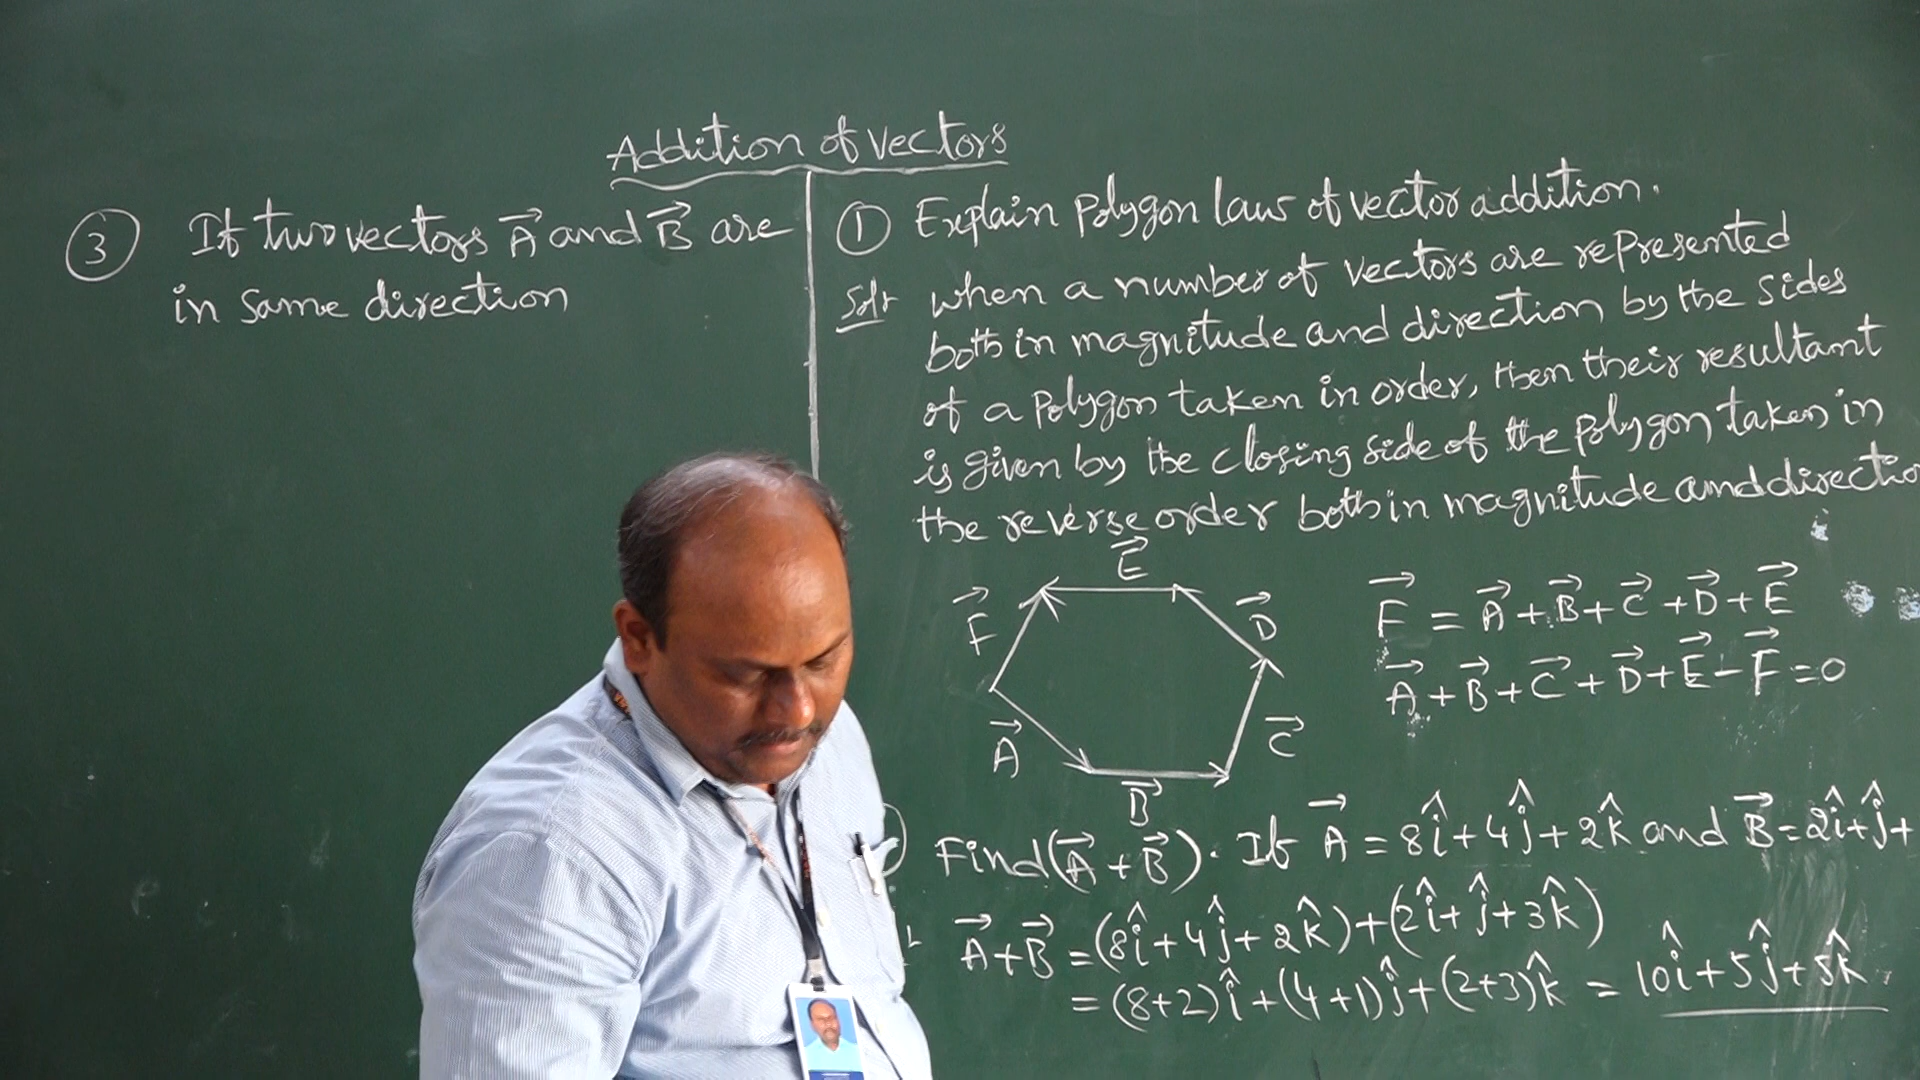 Addition of vectors
③ If two vectors A⃗ and B⃗ are
in same direction
① Explain Polygon law of vector addition.
Sol: when a number of vectors are represented
both in magnitude and direction by the sides
of a Polygon taken in order, then their resultant
is given by the closing side of the polygon taken in
the reverse order both in magnitude and directio
E⃗
F⃗
D⃗
A⃗
C⃗
B⃗
F⃗ = A⃗ + B⃗ + C⃗ + D⃗ + E⃗
A⃗ + B⃗ + C⃗ + D⃗ + E⃗ - F⃗ = 0
Find (A⃗ + B⃗). If A⃗ = 8î + 4ĵ + 2k̂ and B⃗ = 2î + ĵ +
A⃗ + B⃗ = (8î + 4ĵ + 2k̂) + (2î + ĵ + 3k̂)
= (8+2)î + (4+1)ĵ + (2+3)k̂ = 10î + 5ĵ + 5k̂.